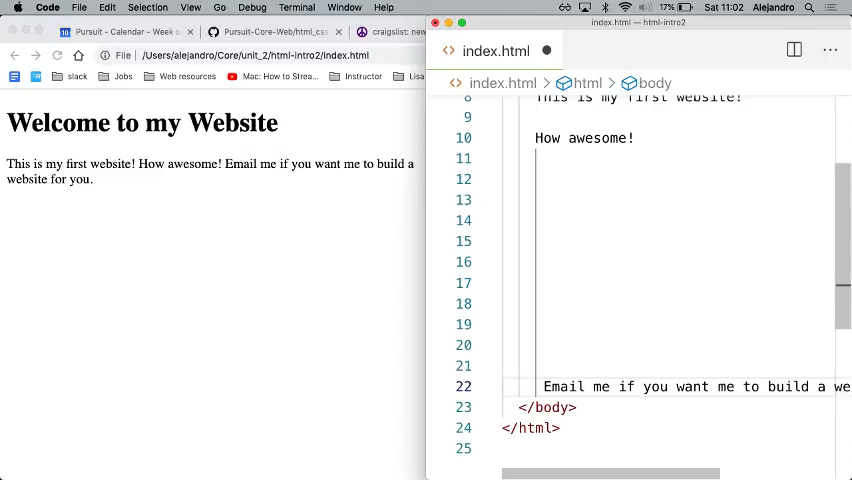 Code File Edit Selection View Go Debug Terminal Window Help 17% Sat 11:02 Alejandro
Pursuit - Calendar - Week o
Pursuit-Core-Web/html_css
craigslist: new
File /Users/alejandro/Core/unit_2/html-intro2/index.html
slack Jobs Web resources Mac: How to Strea... Instructor Lisa
Welcome to my Website
This is my first website! How awesome! Email me if you want me to build a
website for you.
index.html — html-intro2
index.html
index.html html body
8 This is my first website!
9
10 How awesome!
11
12
13
14
15
16
17
18
19
20
21
22 Email me if you want me to build a we
23 </body>
24 </html>
25